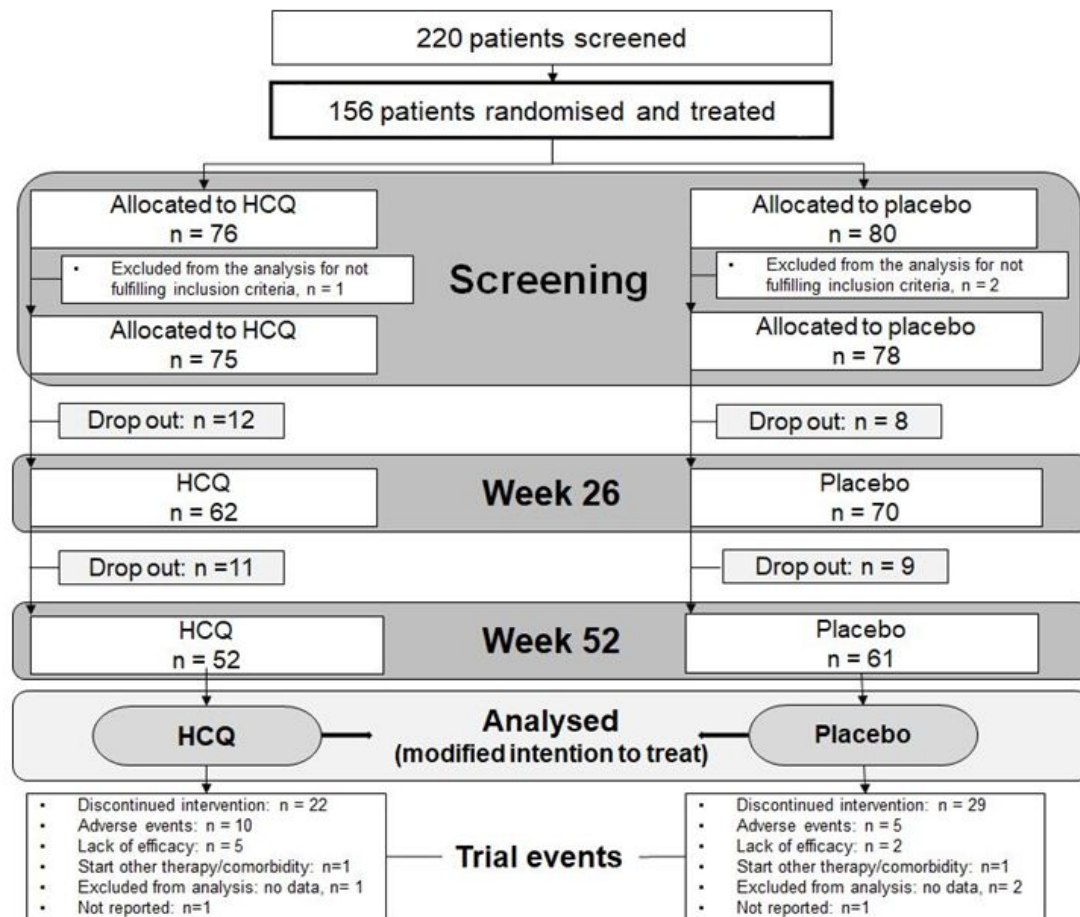 220 patients screened
156 patients randomised and treated
Allocated to HCQ
n = 76
Allocated to placebo
n = 80
• Excluded from the analysis for not
fulfilling inclusion criteria, n = 1
• Excluded from the analysis for not
fulfilling inclusion criteria, n = 2
Screening
Allocated to HCQ
n = 75
Allocated to placebo
n = 78
Drop out: n =12
Drop out: n = 8
HCQ
n = 62
Week 26
Placebo
n = 70
Drop out: n =11
Drop out: n = 9
HCQ
n = 52
Week 52
Placebo
n = 61
HCQ
Analysed
(modified intention to treat)
Placebo
• Discontinued intervention: n = 22
• Adverse events: n = 10
• Lack of efficacy: n = 5
• Start other therapy/comorbidity: n=1
• Excluded from analysis: no data, n= 1
• Not reported: n=1
Trial events
• Discontinued intervention: n = 29
• Adverse events: n = 5
• Lack of efficacy: n = 2
• Start other therapy/comorbidity: n=1
• Excluded from analysis: no data, n= 2
• Not reported: n=1